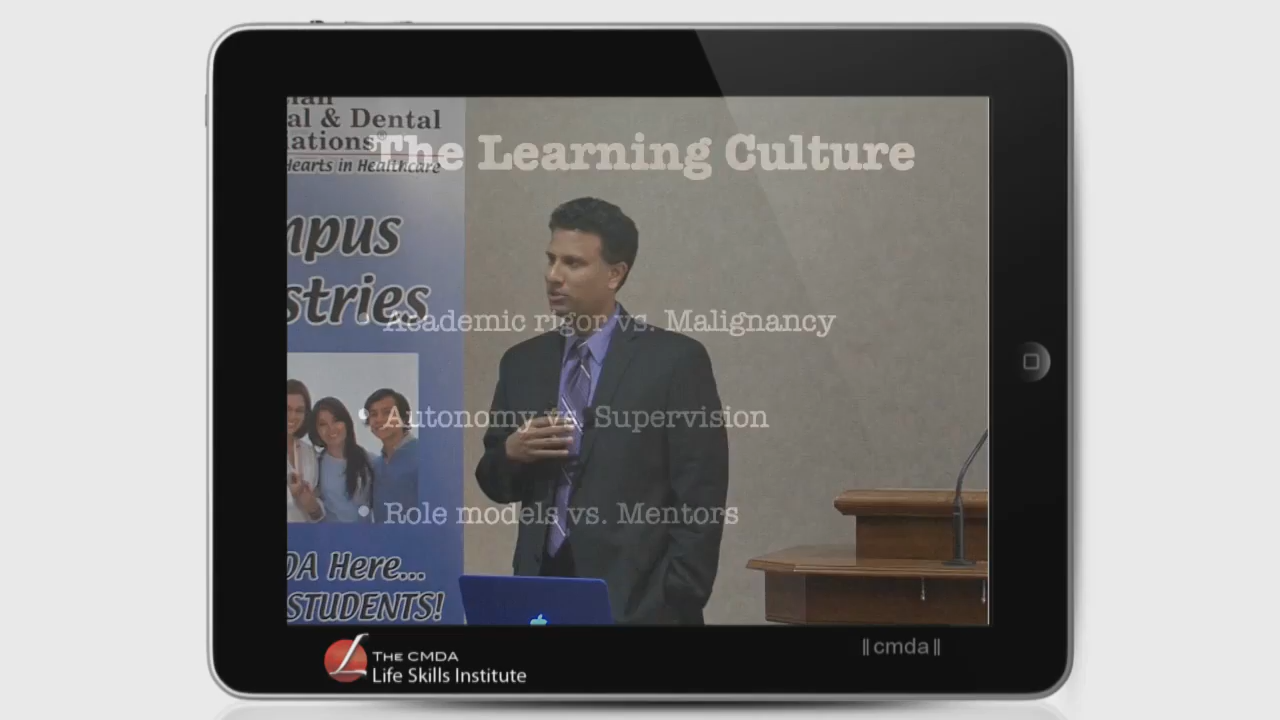 al & Dental
iations®
Hearts in Healthcare
The Learning Culture
mpus
stries
• Academic rigor vs. Malignancy
• Autonomy vs. Supervision
• Role models vs. Mentors
DA Here...
STUDENTS!
THE CMDA
Life Skills Institute
||cmda||